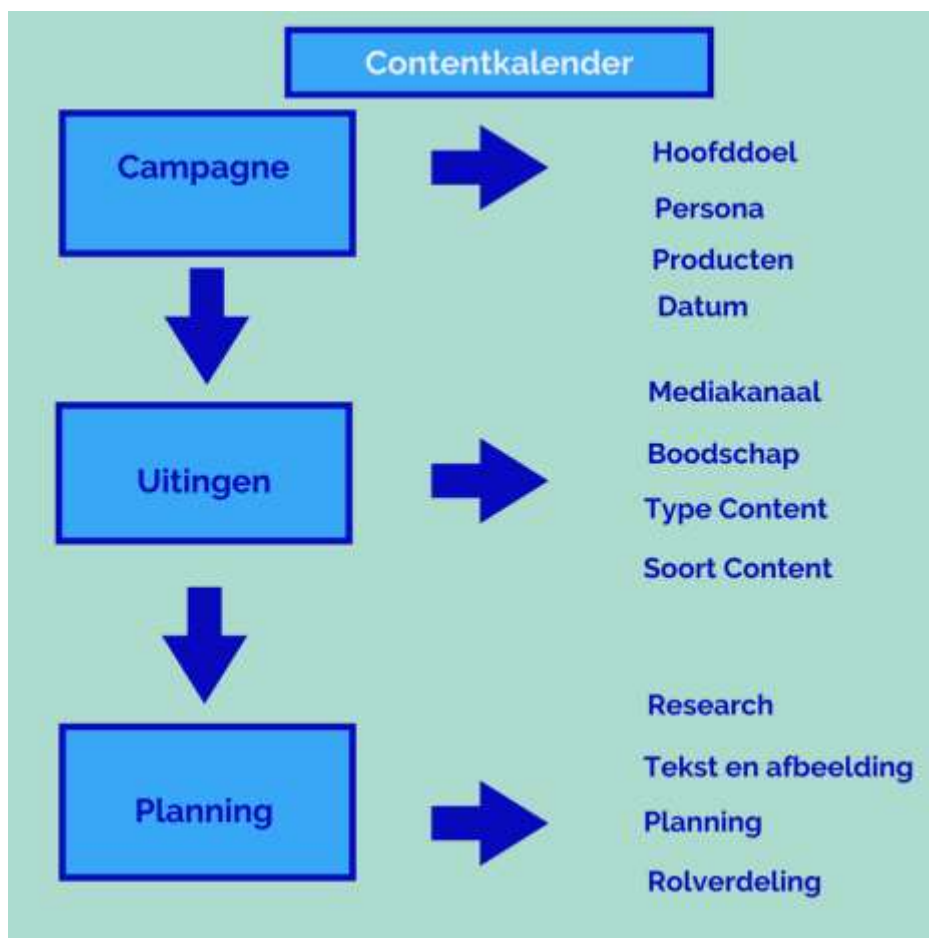 Contentkalender
Campagne
Hoofddoel
Persona
Producten
Datum
Uitingen
Mediakanaal
Boodschap
Type Content
Soort Content
Planning
Research
Tekst en afbeelding
Planning
Rolverdeling